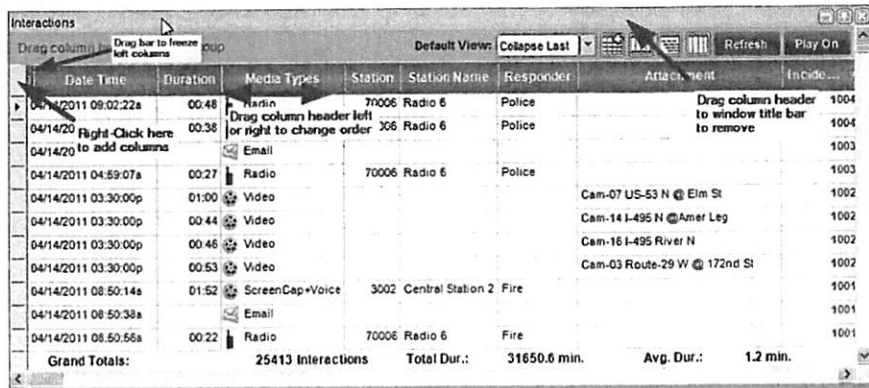 Interactions
Drag column h Drag bar to freeze left columns oup Default View: Collapse Last Refresh Play On
Date Time Duration Media Types Station Station Name Responder Attachment Incide...
04/14/2011 09:02:22a 00:48 Radio 70006 Radio 6 Police 1004
04/14/20 00:38 006 Radio 6 Police 1004
Right-Click here
to add columns
Drag column header left
or right to change order
Drag column header
to window title bar
to remove
04/14/20 Email 1003
04/14/2011 04:59:07a 00:27 Radio 70006 Radio 6 Police 1003
04/14/2011 03:30:00p 01:00 Video Cam-07 US-53 N @ Elm St 1002
04/14/2011 03:30:00p 00:44 Video Cam-14 I-495 N @Amer Leg 1002
04/14/2011 03:30:00p 00:46 Video Cam-16 I-495 River N 1002
04/14/2011 03:30:00p 00:53 Video Cam-03 Route-29 W @ 172nd St 1002
04/14/2011 08:50:14a 01:52 ScreenCap+Voice 3002 Central Station 2 Fire 1001
04/14/2011 08:50:38a Email 1001
04/14/2011 08:50:56a 00:22 Radio 70006 Radio 6 Fire 1001
Grand Totals: 25413 Interactions Total Dur.: 31650.6 min. Avg. Dur.: 1.2 min.